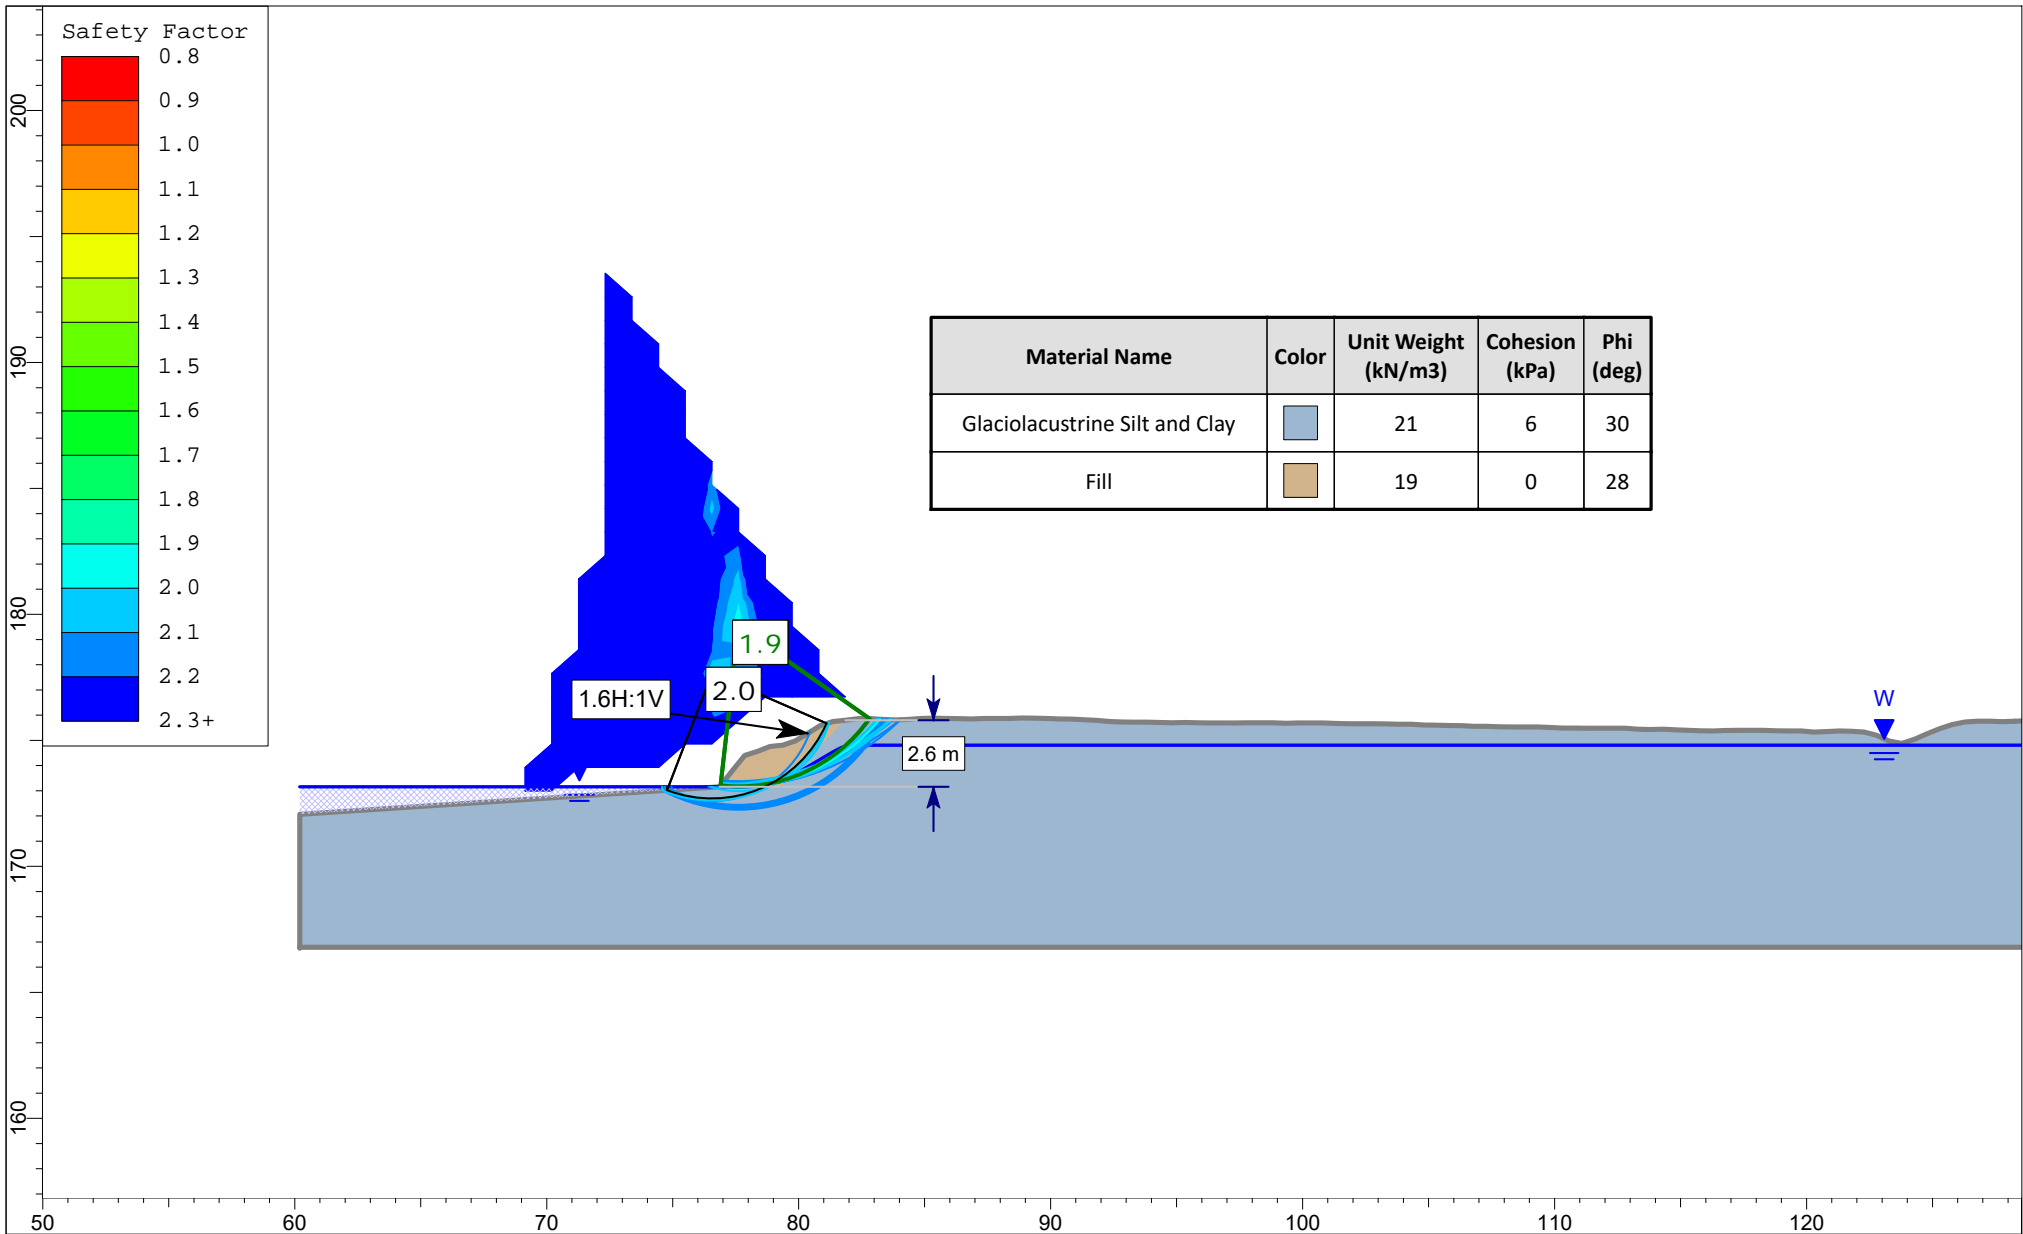 Safety Factor
0.8
0.9
1.0
1.1
1.2
1.3
1.4
1.5
1.6
1.7
1.8
1.9
2.0
2.1
2.2
2.3+
200
190
180
170
160
Material Name Color Unit Weight (kN/m3) Cohesion (kPa) Phi (deg)
Glaciolacustrine Silt and Clay 21 6 30
Fill 19 0 28
1.9
2.0
1.6H:1V
2.6 m
W
50 60 70 80 90 100 110 120